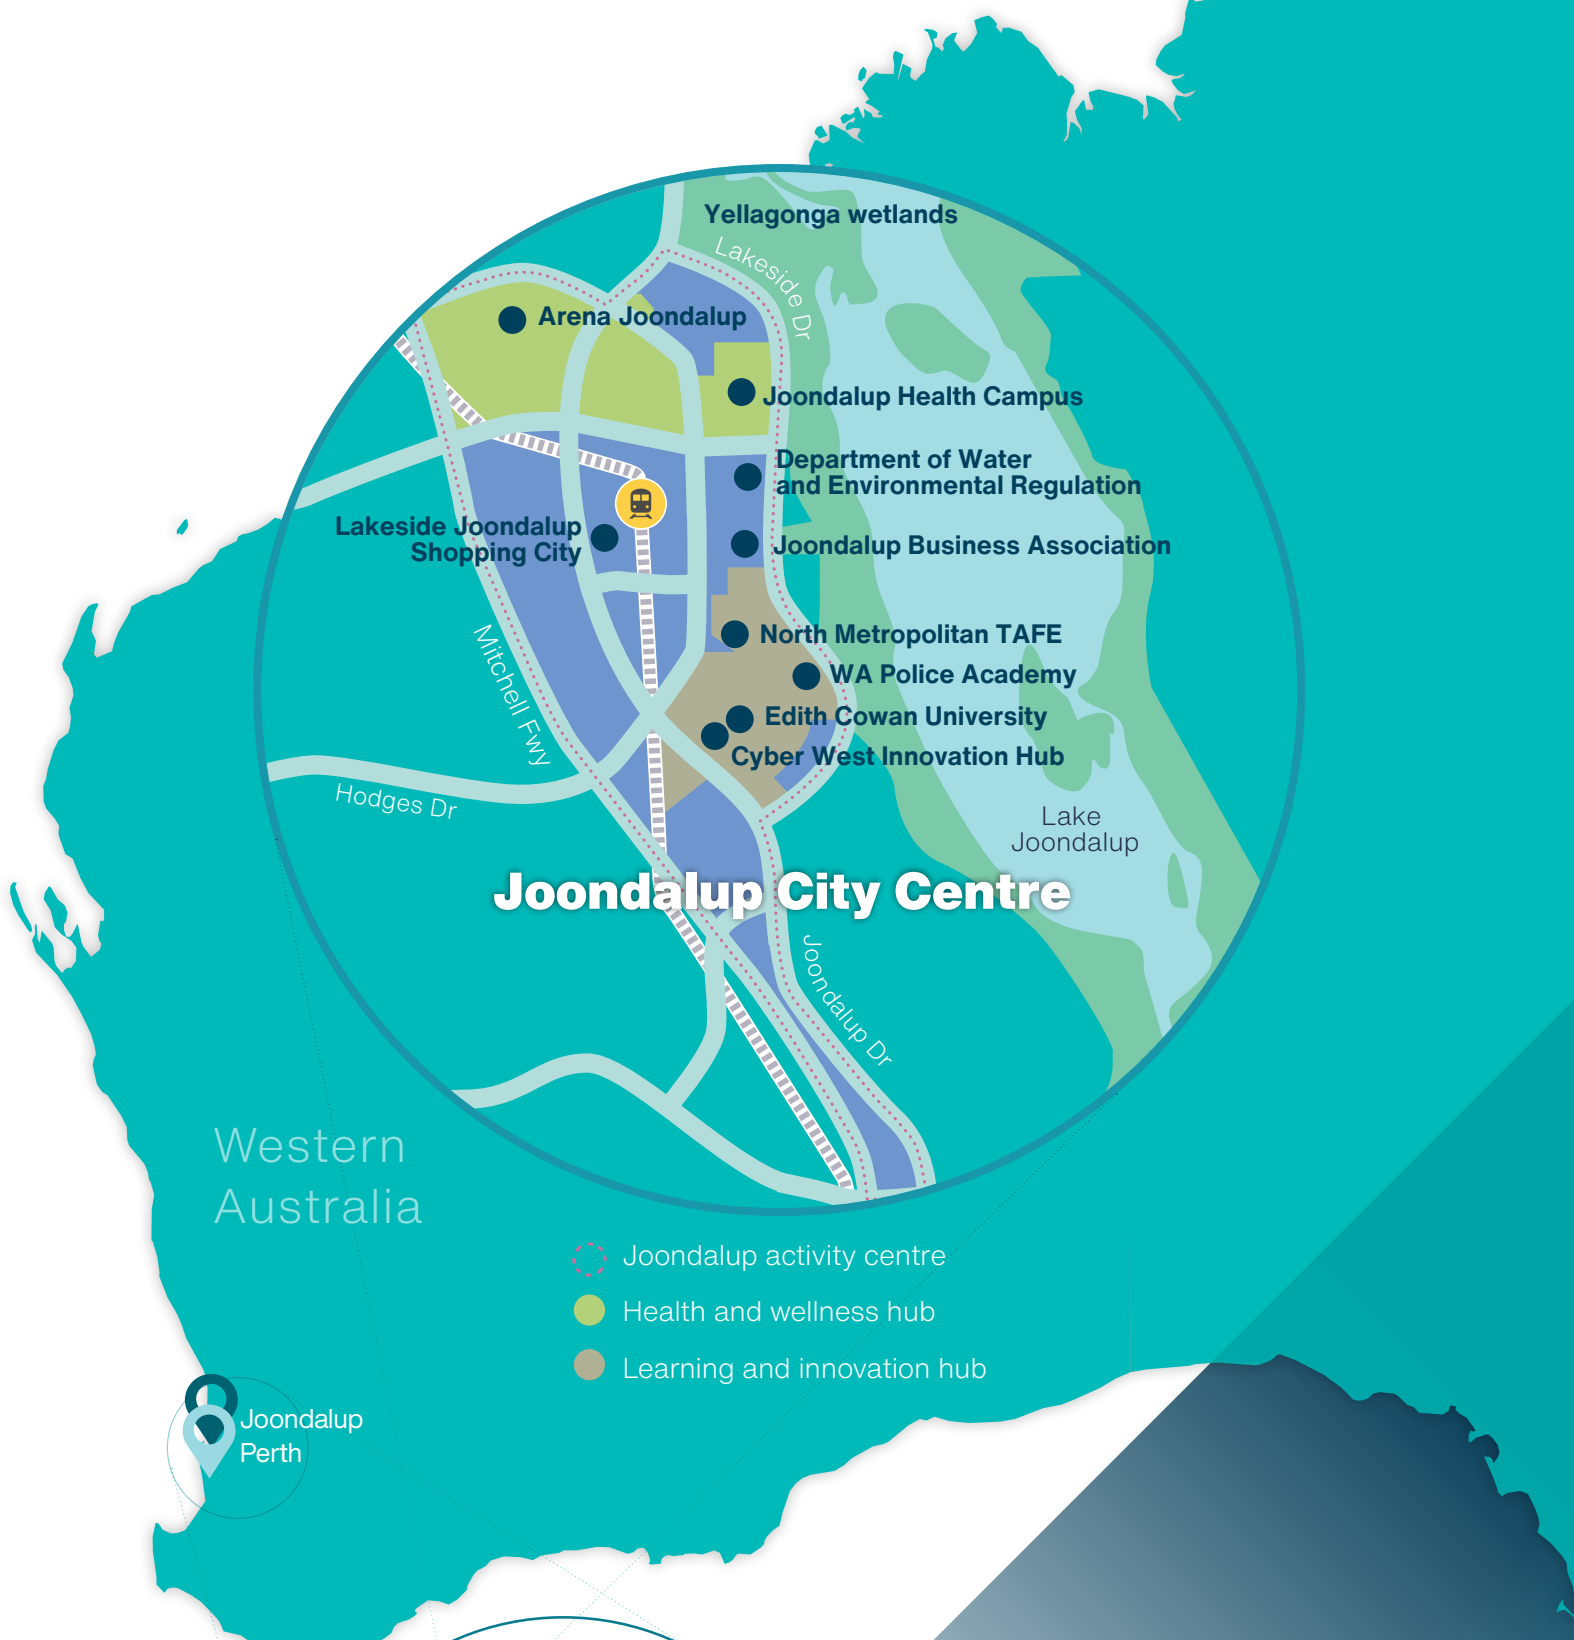 Yellagonga wetlands
Lakeside Dr
Arena Joondalup
Joondalup Health Campus
Department of Water
and Environmental Regulation
Lakeside Joondalup
Shopping City
Joondalup Business Association
North Metropolitan TAFE
WA Police Academy
Edith Cowan University
Cyber West Innovation Hub
Mitchell Fwy
Hodges Dr
Lake
Joondalup
Joondalup City Centre
Joondalup Dr
Western
Australia
Joondalup activity centre
Health and wellness hub
Learning and innovation hub
Joondalup
Perth